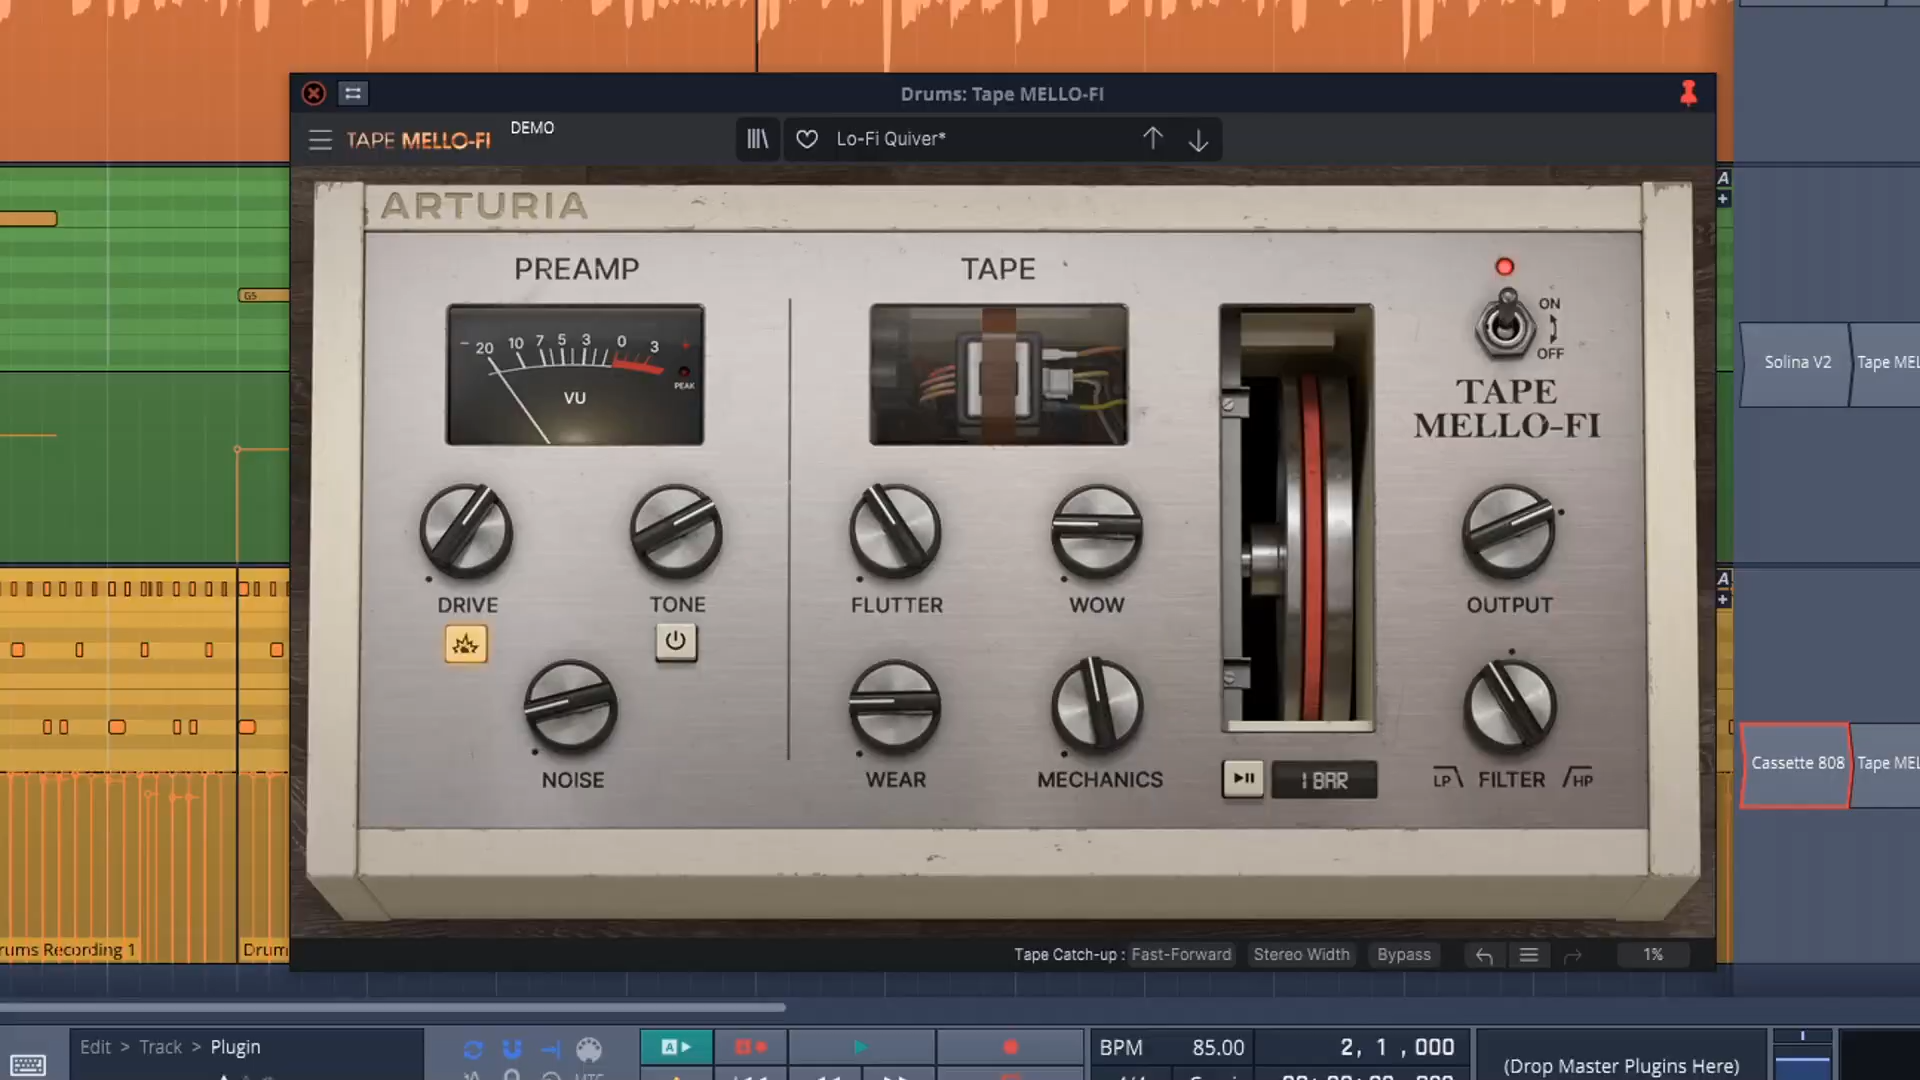 Drums: Tape MELLO-FI
TAPE MELLO-FI
DEMO
Lo-Fi Quiver*
ARTURIA
PREAMP
TAPE
− 20 10 7 5 3 0 3 +
PEAK
VU
ON
OFF
TAPE
MELLO-FI
DRIVE
TONE
FLUTTER
WOW
OUTPUT
NOISE
WEAR
MECHANICS
1 BAR
LP
FILTER
HP
Tape Catch-up :
Fast-Forward
Stereo Width
Bypass
1%
G5
A
+
Solina V2
Tape MEL
A
+
Cassette 808
Tape MEL
rums Recording 1
Drum
Edit > Track > Plugin
A
BPM
85.00
2, 1 ,000
(Drop Master Plugins Here)